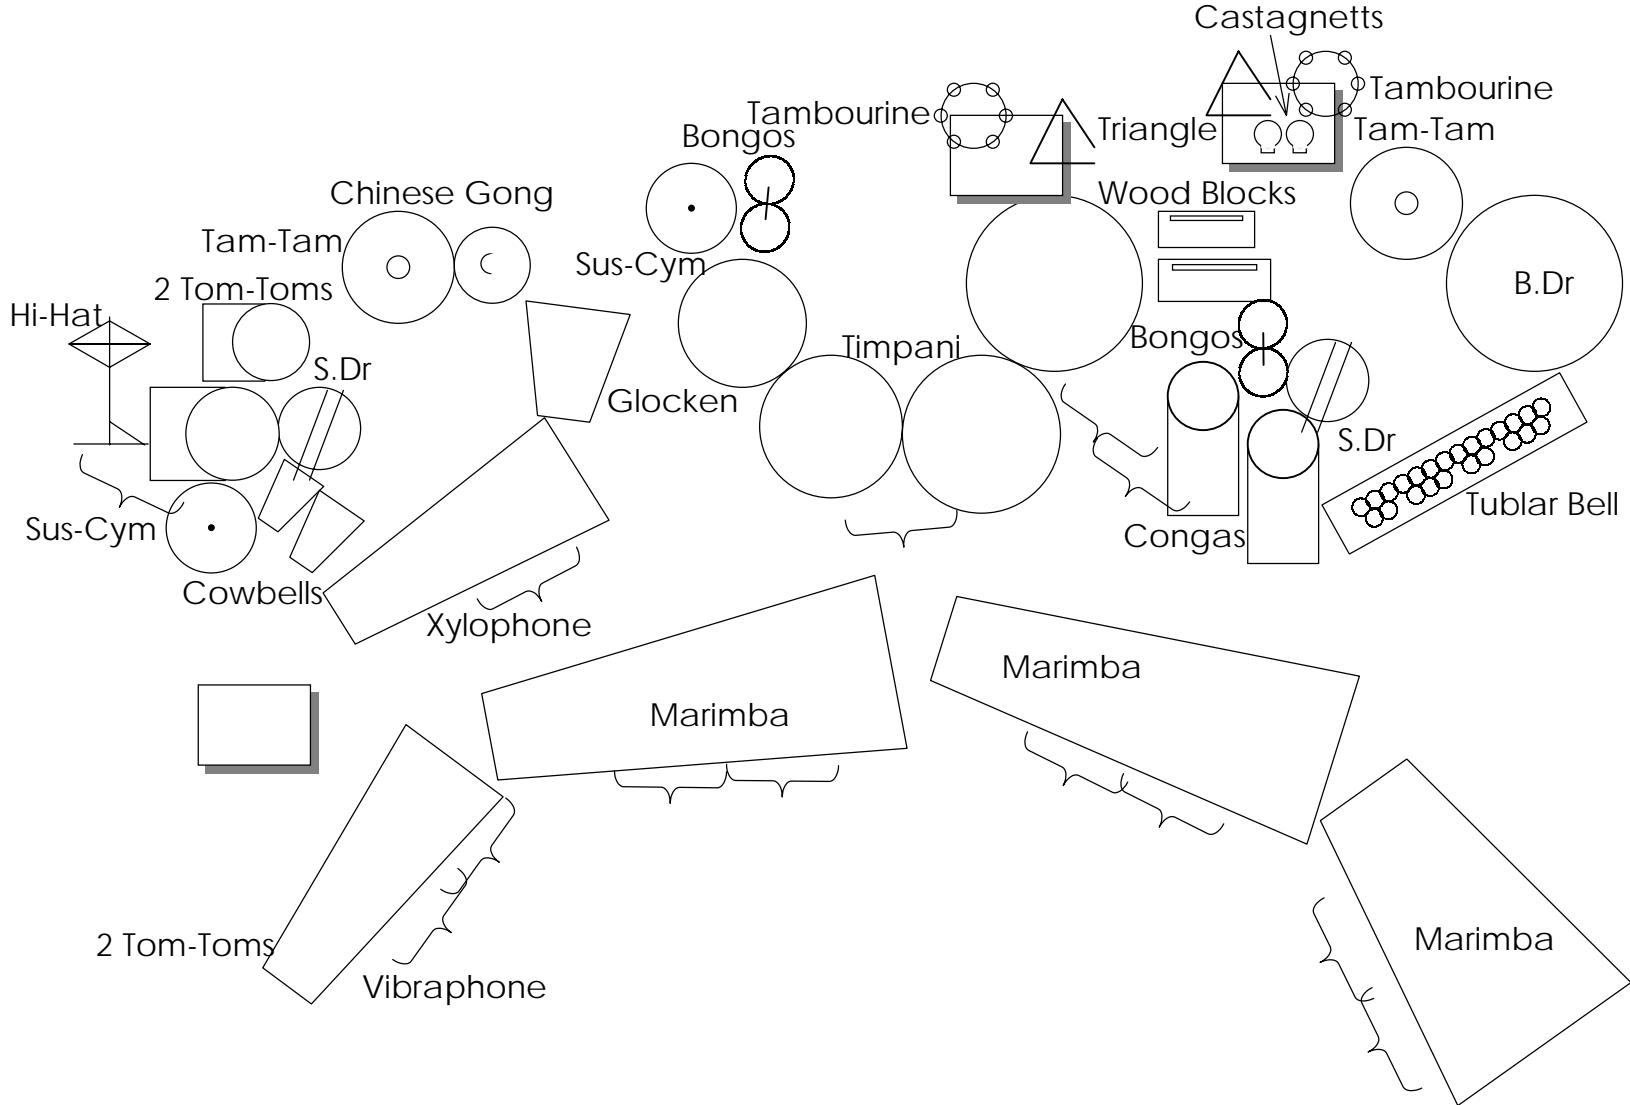 Castagnetts
Tambourine
Tambourine
Triangle
Tam-Tam
Bongos
Chinese Gong
Wood Blocks
Tam-Tam
Sus-Cym
2 Tom-Toms
B.Dr
Hi-Hat
Bongos
Timpani
S.Dr
Glocken
S.Dr
Tublar Bell
Sus-Cym
Congas
Cowbells
Xylophone
Marimba
Marimba
Marimba
2 Tom-Toms
Vibraphone